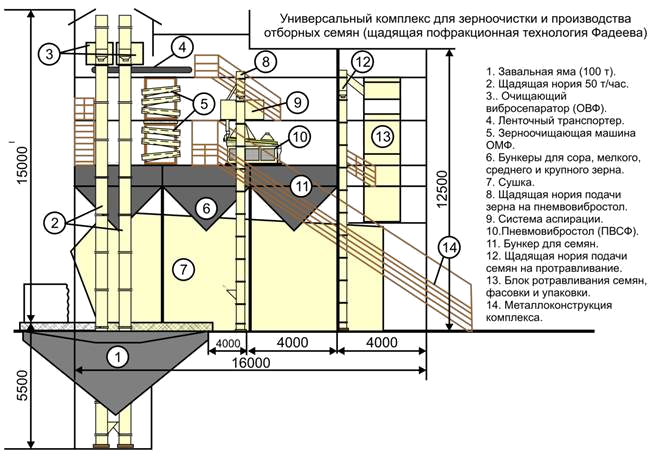 Универсальный комплекс для зерноочистки и производства
отборных семян (щадящая пофракционная технология Фадеева)
3
4
8
12
1. Завальная яма (100 т).
2. Щадящая нория 50 т/час.
3.. Очищающий
вибросепаратор (ОВФ).
4. Ленточный транспортер.
5. Зерноочищающая машина
ОМФ.
6. Бункеры для сора, мелкого,
среднего и крупного зерна.
7. Сушка.
8. Щадящая нория подачи
зерна на пнемвовибростол.
9. Система аспирации.
10.Пневмовибростол (ПВСФ).
11. Бункер для семян.
12. Щадящая нория подачи
семян на протравливание.
13. Блок ротравливания семян,
фасовки и упаковки.
14. Металлоконструкция
комплекса.
5
9
10
13
15000
12500
11
6
2
14
7
1
4000
4000
4000
16000
5500